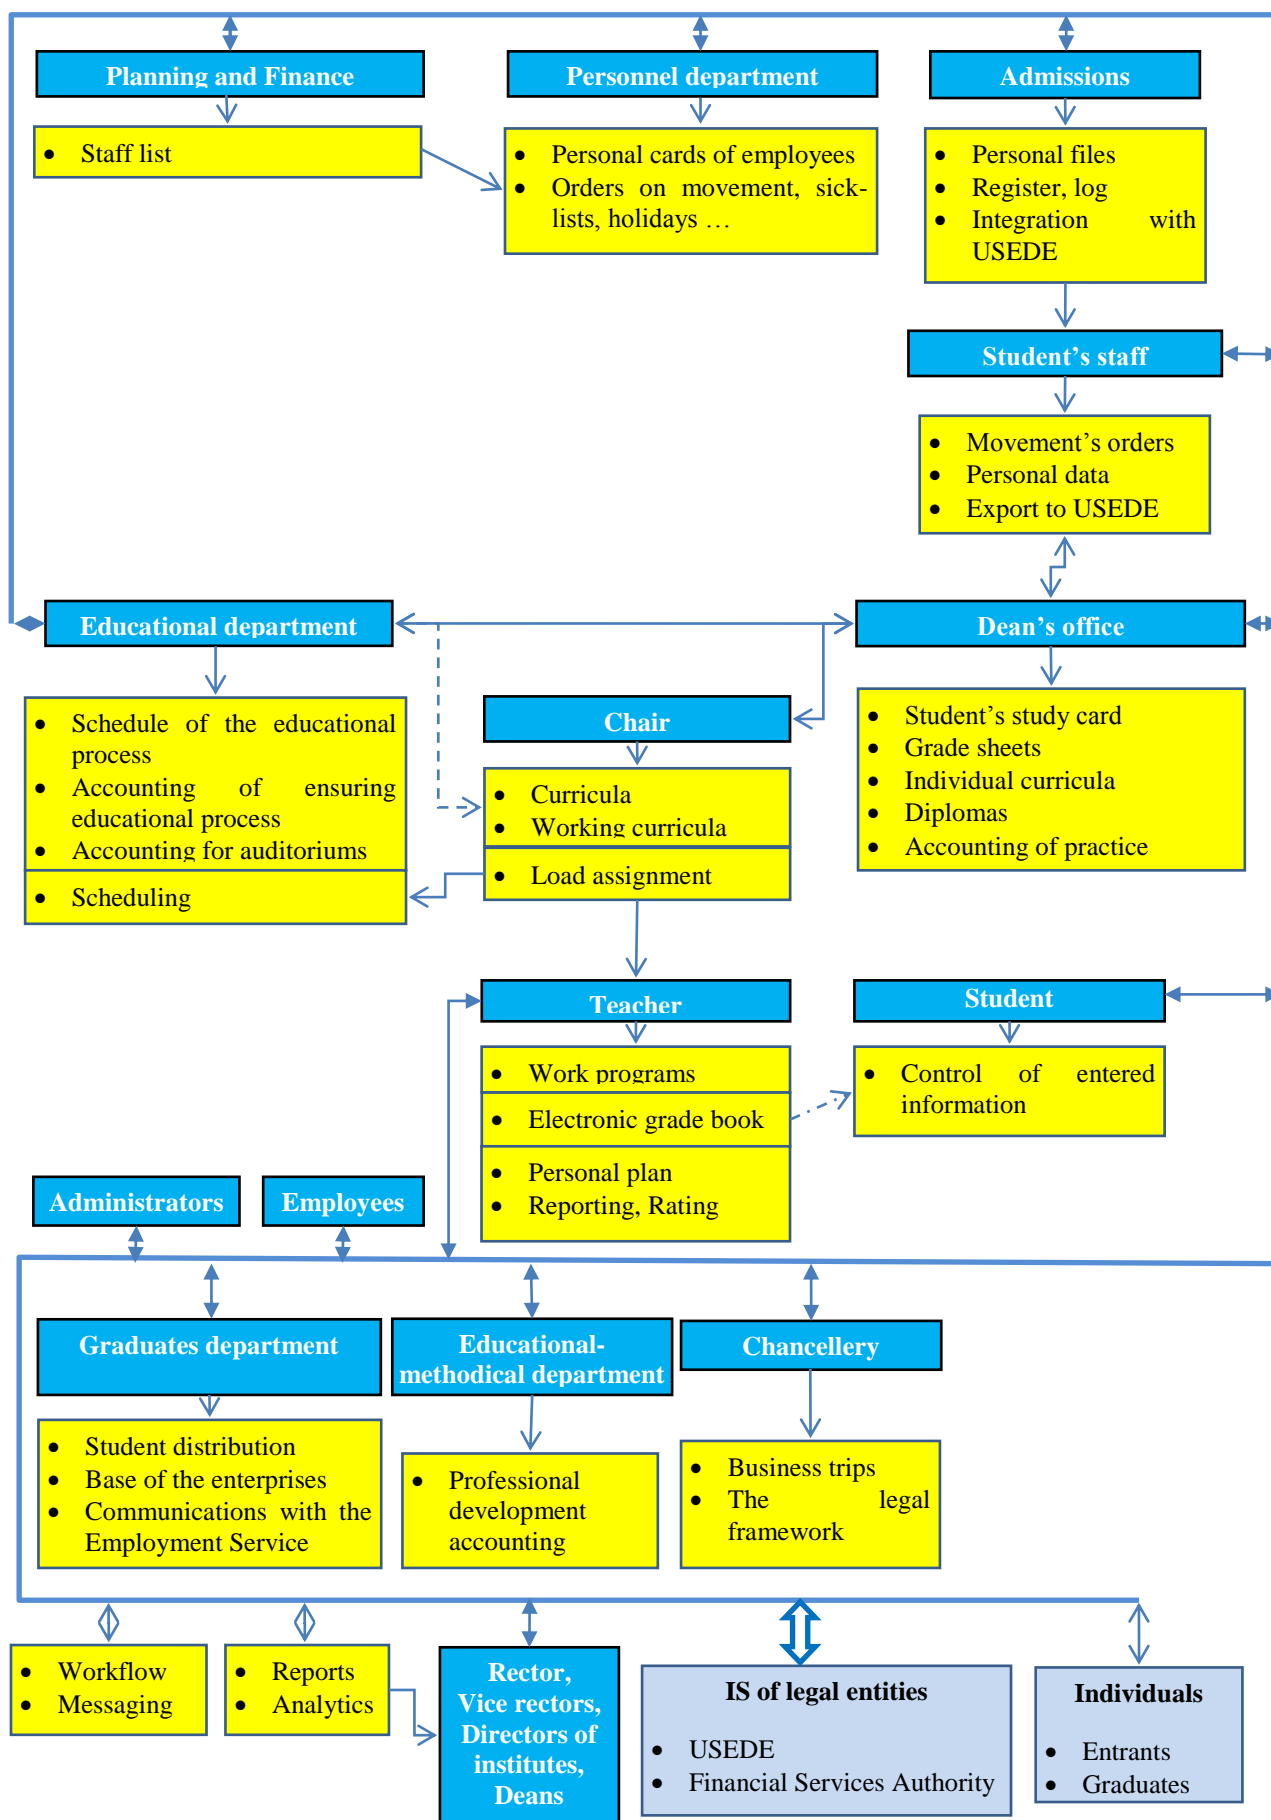 Planning and Finance
Personnel department
Admissions
• Staff list
• Personal cards of employees
• Orders on movement, sick-
lists, holidays …
• Personal files
• Register, log
• Integration with
USEDE
Student’s staff
• Movement’s orders
• Personal data
• Export to USEDE
Educational department
Dean’s office
• Schedule of the educational
process
• Accounting of ensuring
educational process
• Accounting for auditoriums
• Scheduling
Chair
• Curricula
• Working curricula
• Load assignment
• Student’s study card
• Grade sheets
• Individual curricula
• Diplomas
• Accounting of practice
Teacher
Student
• Work programs
• Electronic grade book
• Personal plan
• Reporting, Rating
• Control of entered
information
Administrators
Employees
Graduates department
Educational-
methodical department
Chancellery
• Student distribution
• Base of the enterprises
• Communications with the
Employment Service
• Professional
development
accounting
• Business trips
• The legal
framework
• Workflow
• Messaging
• Reports
• Analytics
Rector,
Vice rectors,
Directors of
institutes,
Deans
IS of legal entities
• USEDE
• Financial Services Authority
Individuals
• Entrants
• Graduates